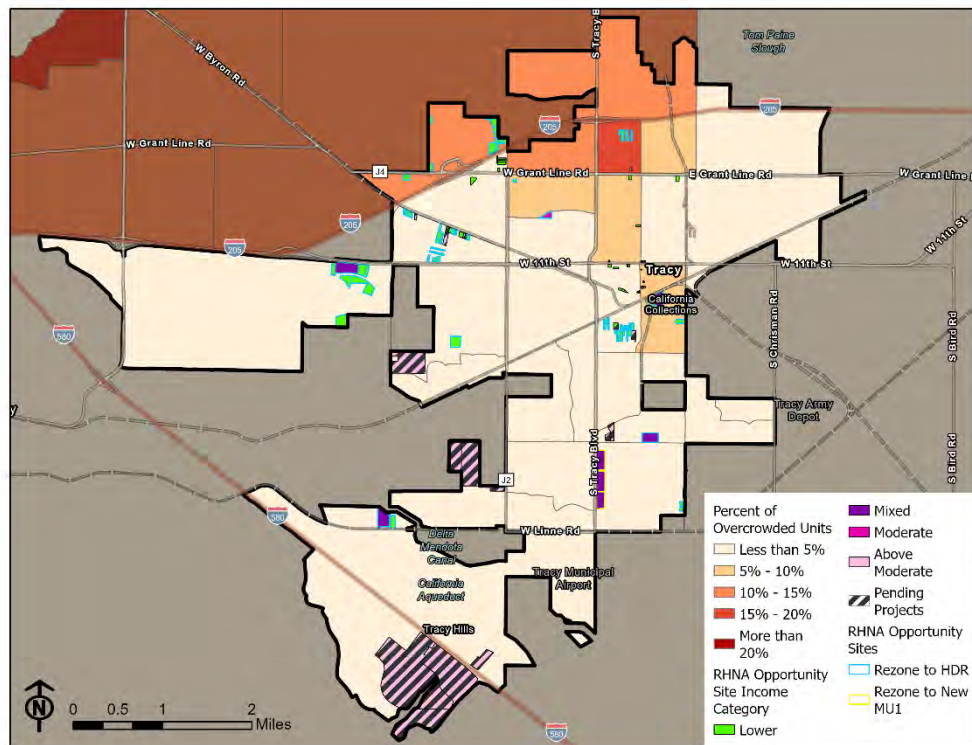 S Tracy B
Tom Paine
Slough
W Byron Rd
205
205
205
W Grant Line Rd
J4
W Grant Line Rd
E Grant Line Rd
W Grant Line R
205
205
W 11th St
W 11th St
W 11th St
Tracy
California
Collections
580
S Chrisman Rd
S Bird Rd
y
Tracy Army
Depot
S Tracy Blvd
S Bird Rd
J2
580
W Linne Rd
Delta
Mendota
Canal
Tracy Municipal
Airport
California
Aqueduct
Tracy Hills
580
N
0 0.5 1 2
Miles
Percent of
Overcrowded Units
Less than 5%
5% - 10%
10% - 15%
15% - 20%
More than
20%
RHNA Opportunity
Site Income
Category
Lower
Mixed
Moderate
Above
Moderate
Pending
Projects
RHNA Opportunity
Sites
Rezone to HDR
Rezone to New
MU1